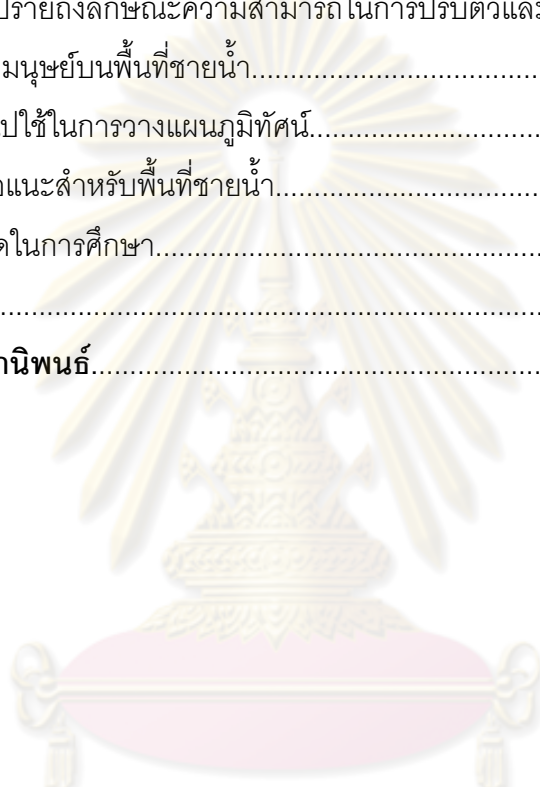 ปรายถึงลักษณะความสามารถในการปรับตัวและ
มนุษย์บนพื้นที่ชายน้ำ........................................
ปใช้ในการวางแผนภูมิทัศน์..................................
แนะสำหรับพื้นที่ชายน้ำ.....................................
ในการศึกษา.....................................................
........................................................................
านิพนธ์............................................................